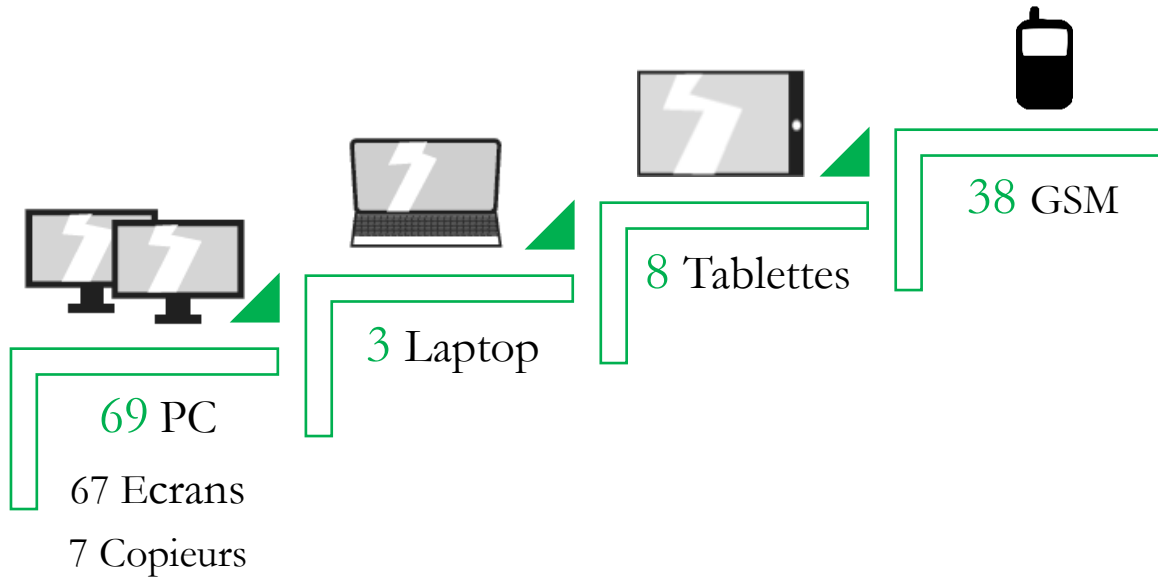 69 PC
67 Ecrans
7 Copieurs
3 Laptop
8 Tablettes
38 GSM